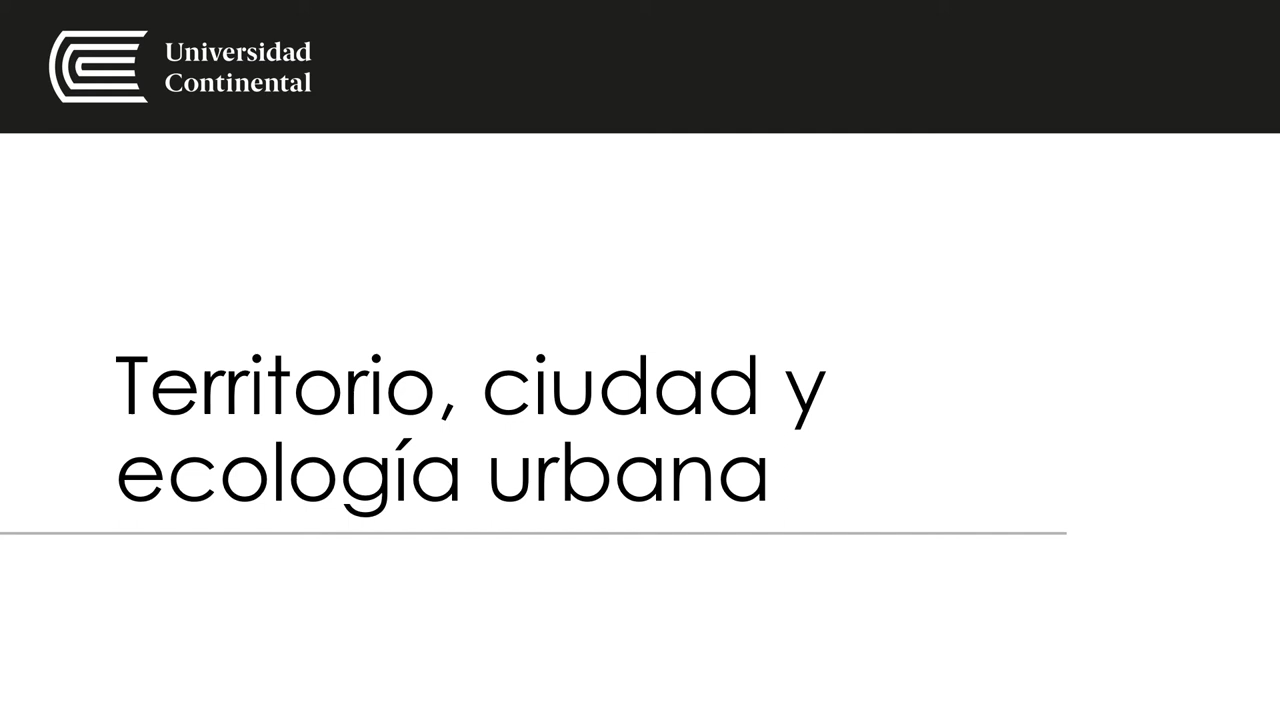 Universidad
Continental
Territorio, ciudad y
ecología urbana